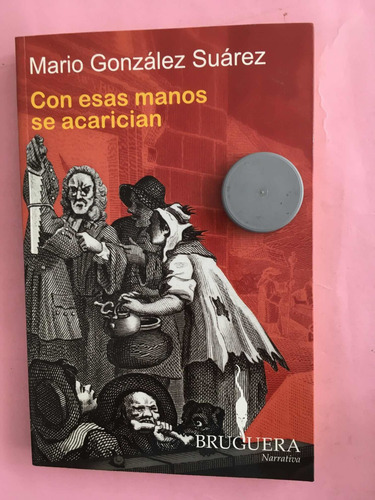 Mario González Suárez
Con esas manos
se acarician
BRUGUERA
Narrativa